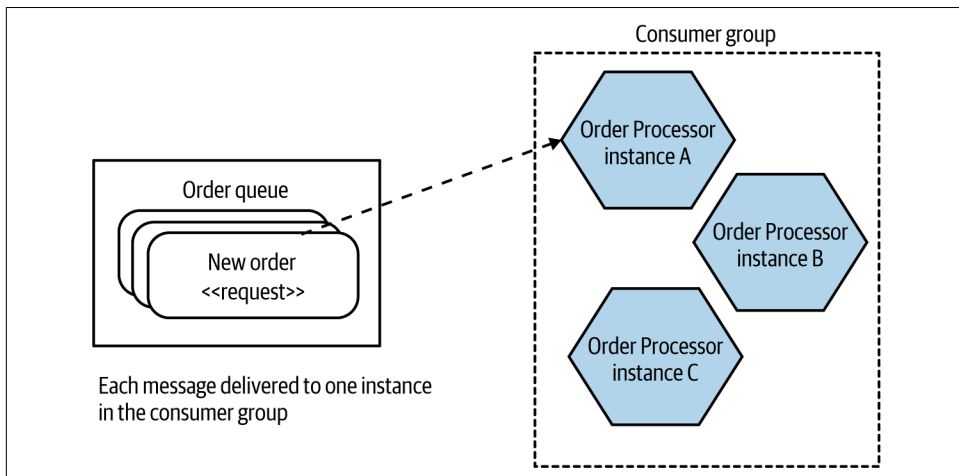 Consumer group
Order Processor
instance A
Order queue
New order
<<request>>
Order Processor
instance B
Order Processor
instance C
Each message delivered to one instance
in the consumer group